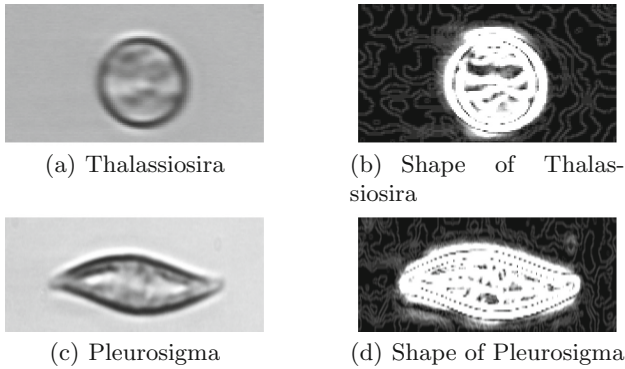 (a) Thalassiosira
(b) Shape of Thalas-
siosira
(c) Pleurosigma
(d) Shape of Pleurosigma